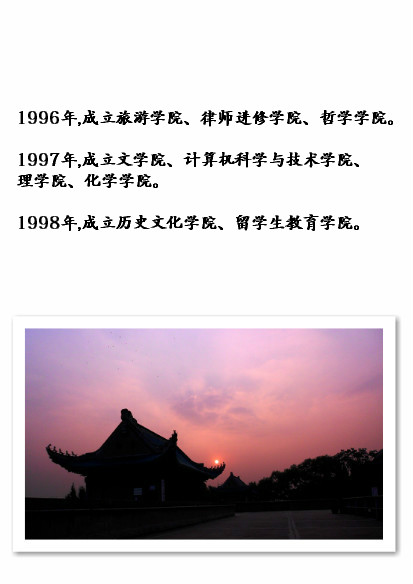 1996年,成立旅游学院、律师进修学院、哲学学院。
1997年,成立文学院、计算机科学与技术学院、
理学院、化学学院。
1998年,成立历史文化学院、留学生教育学院。